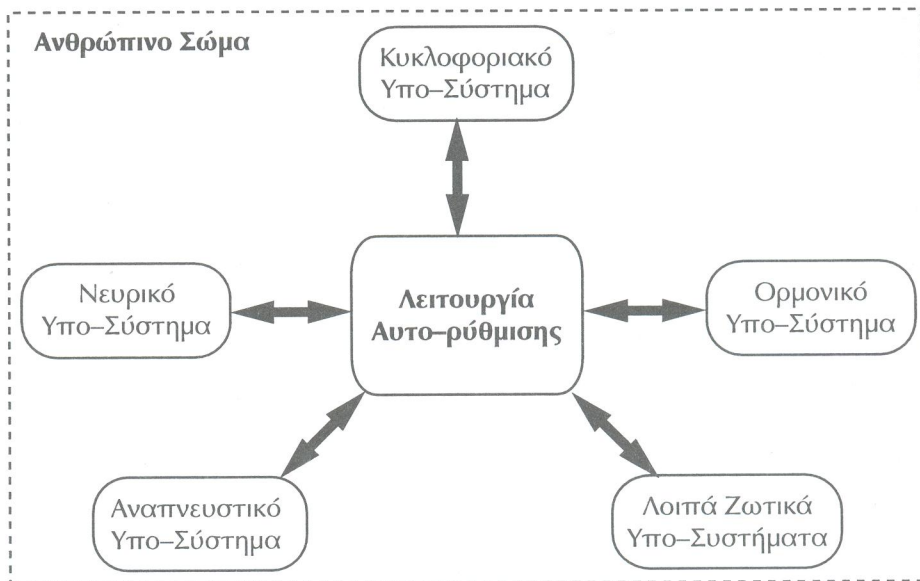 Ανθρώπινο Σώμα
Κυκλοφοριακό
Υπο–Σύστημα
Νευρικό
Υπο–Σύστημα
Λειτουργία
Αυτο–ρύθμισης
Ορμονικό
Υπο–Σύστημα
Αναπνευστικό
Υπο–Σύστημα
Λοιπά Ζωτικά
Υπο–Συστήματα